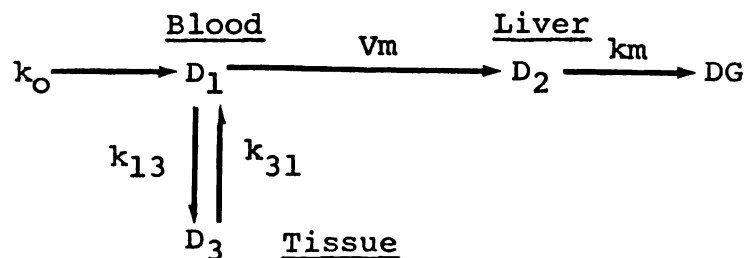 Blood
Vm
Liver
km
k₀ D₁ D₂ DG
k₁₃ k₃₁
D₃ Tissue